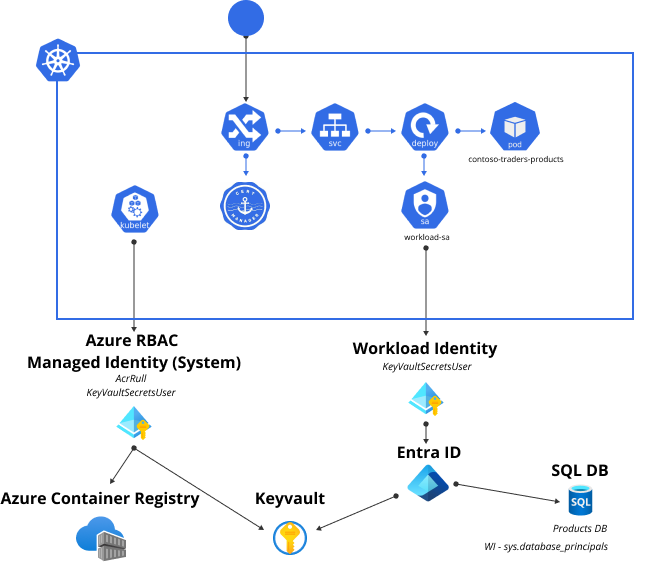 ing
svc
deploy
pod
contoso-traders-products
kubelet
CERT
MANAGER
sa
workload-sa
Azure RBAC
Managed Identity (System)
AcrRull
KeyVaultSecretsUser
Workload Identity
KeyVaultSecretsUser
Entra ID
SQL DB
Azure Container Registry
Keyvault
SQL
Products DB
WI - sys.database_principals